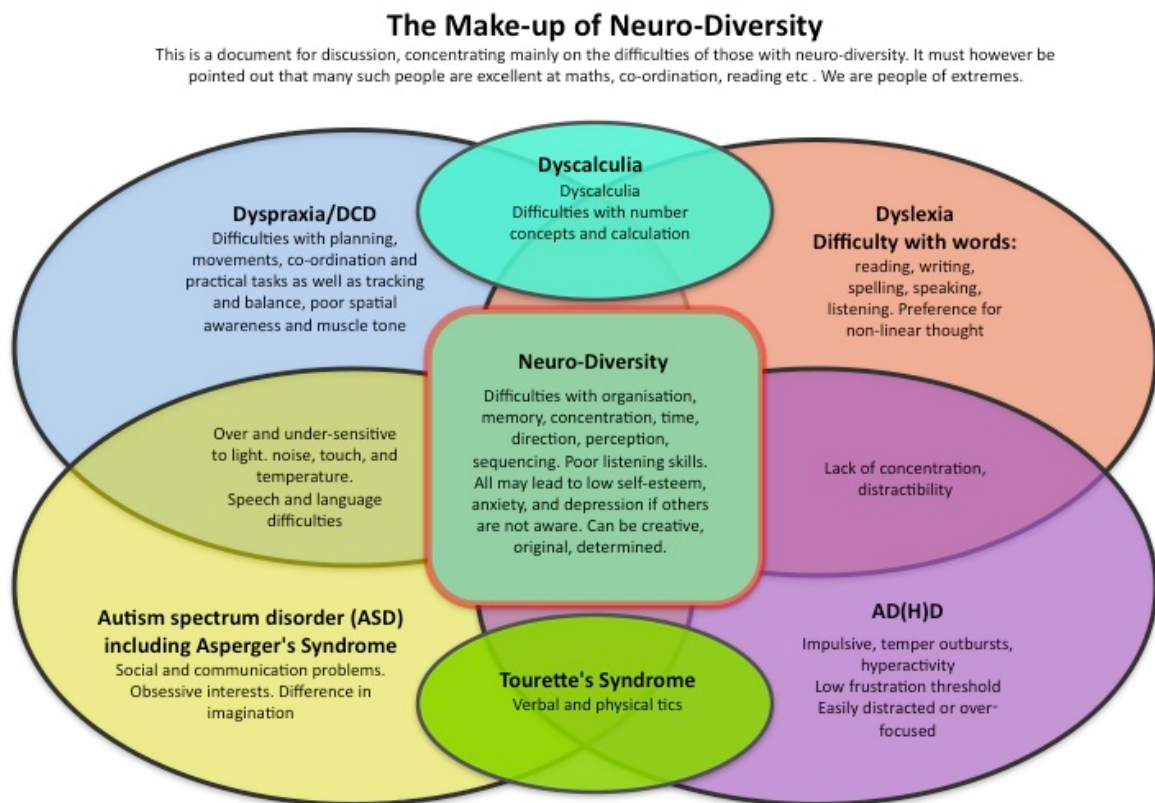 The Make-up of Neuro-Diversity
This is a document for discussion, concentrating mainly on the difficulties of those with neuro-diversity. It must however be
pointed out that many such people are excellent at maths, co-ordination, reading etc . We are people of extremes.
Dyscalculia
Dyscalculia
Difficulties with number
concepts and calculation
Dyspraxia/DCD
Difficulties with planning,
movements, co-ordination and
practical tasks as well as tracking
and balance, poor spatial
awareness and muscle tone
Dyslexia
Difficulty with words:
reading, writing,
spelling, speaking,
listening. Preference for
non-linear thought
Neuro-Diversity
Difficulties with organisation,
memory, concentration, time,
direction, perception,
sequencing. Poor listening skills.
All may lead to low self-esteem,
anxiety, and depression if others
are not aware. Can be creative,
original, determined.
Over and under-sensitive
to light. noise, touch, and
temperature.
Speech and language
difficulties
Lack of concentration,
distractibility
Autism spectrum disorder (ASD)
including Asperger's Syndrome
Social and communication problems.
Obsessive interests. Difference in
imagination
Tourette's Syndrome
Verbal and physical tics
AD(H)D
Impulsive, temper outbursts,
hyperactivity
Low frustration threshold
Easily distracted or over-
focused